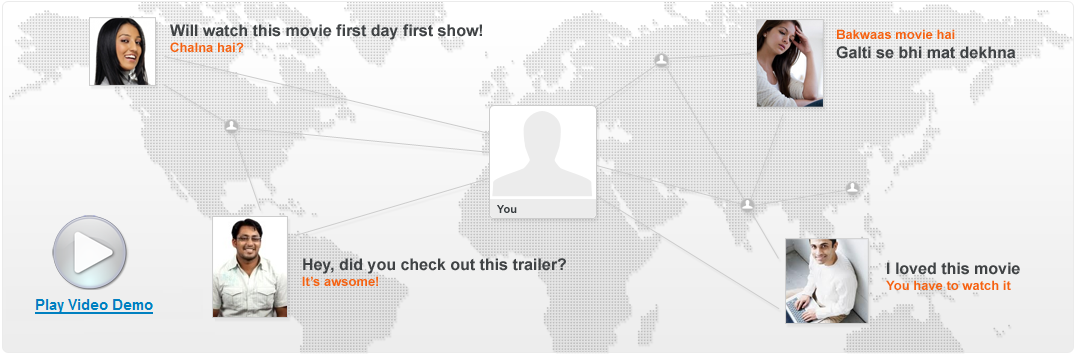 Will watch this movie first day first show!
Chalna hai?
Bakwaas movie hai
Galti se bhi mat dekhna
You
Hey, did you check out this trailer?
It's awsome!
I loved this movie
You have to watch it
Play Video Demo